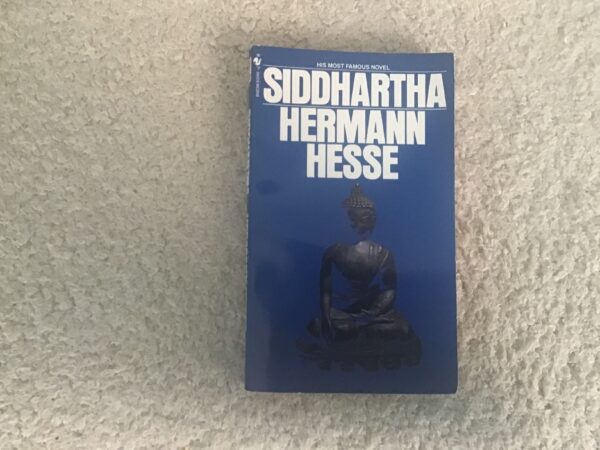 HIS MOST FAMOUS NOVEL
SIDDHARTHA
HERMANN
HESSE